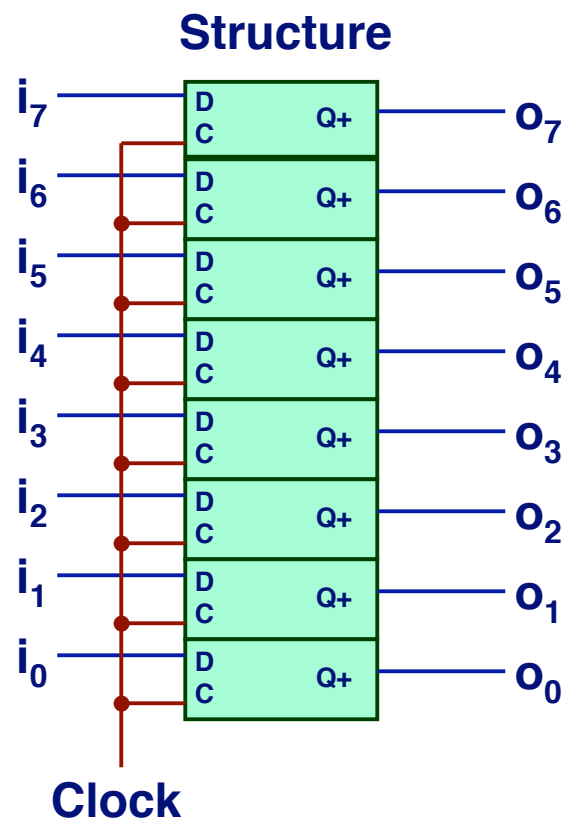 Structure
i7 D Q+ o7
C
i6 D Q+ o6
C
i5 D Q+ o5
C
i4 D Q+ o4
C
i3 D Q+ o3
C
i2 D Q+ o2
C
i1 D Q+ o1
C
i0 D Q+ o0
C
Clock